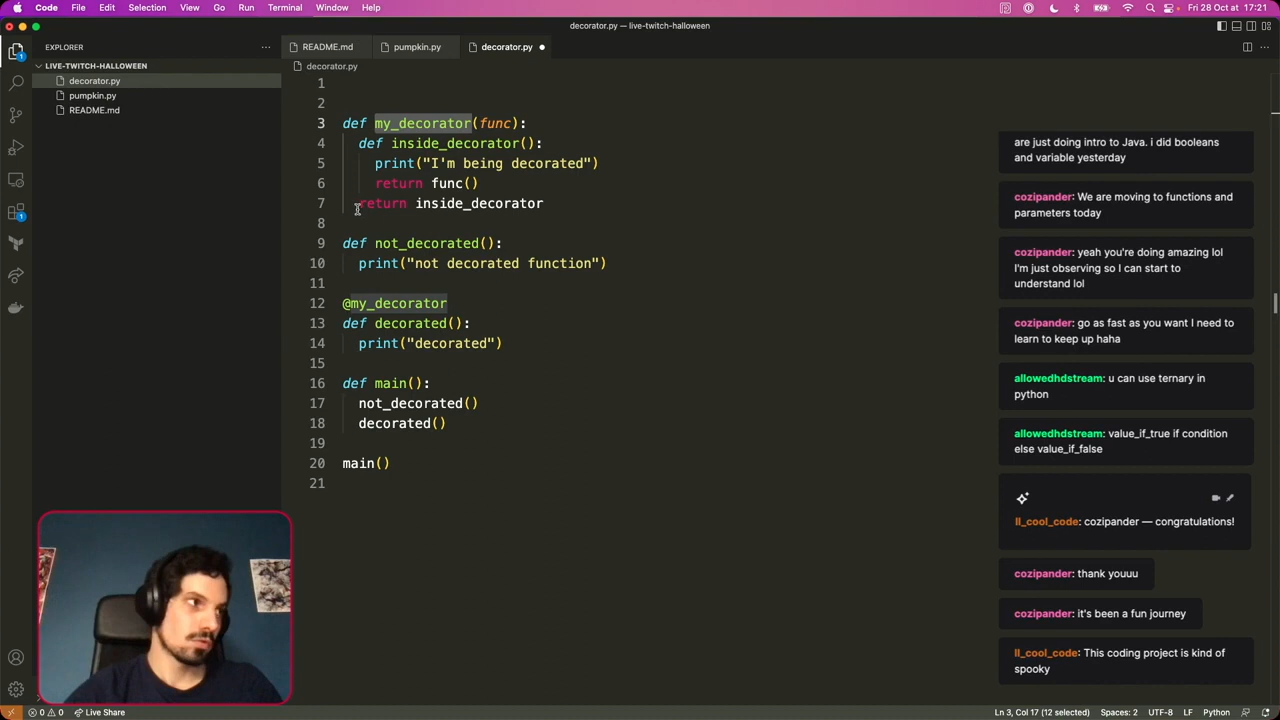 Code File Edit Selection View Go Run Terminal Window Help
Fri 28 Oct at 17:21
decorator.py — live-twitch-halloween
EXPLORER
README.md
pumpkin.py
decorator.py
LIVE-TWITCH-HALLOWEEN
decorator.py
decorator.py
pumpkin.py
README.md
1
2
3 def my_decorator(func):
4 def inside_decorator():
5 print("I'm being decorated")
6 return func()
7 return inside_decorator
8
9 def not_decorated():
10 print("not decorated function")
11
12 @my_decorator
13 def decorated():
14 print("decorated")
15
16 def main():
17 not_decorated()
18 decorated()
19
20 main()
21
are just doing intro to Java. i did booleans
and variable yesterday
cozipander: We are moving to functions and
parameters today
cozipander: yeah you're doing amazing lol
I'm just observing so I can start to
understand lol
cozipander: go as fast as you want I need to
learn to keep up haha
allowedhdstream: u can use ternary in
python
allowedhdstream: value_if_true if condition
else value_if_false
ll_cool_code: cozipander — congratulations!
cozipander: thank youuu
cozipander: it's been a fun journey
ll_cool_code: This coding project is kind of
spooky
1
1
0 0 Live Share
Ln 3, Col 17 (12 selected) Spaces: 2 UTF-8 LF Python